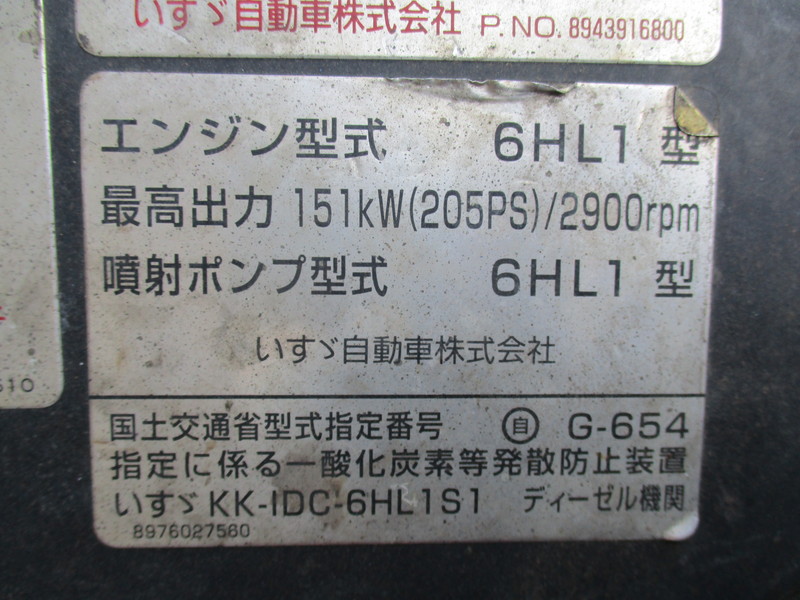 いすゞ自動車株式会社 P.NO. 8943916800
エンジン型式 6HL1 型
最高出力 151kW(205PS)/2900rpm
噴射ポンプ型式 6HL1 型
いすゞ自動車株式会社
国土交通省型式指定番号 ㊉ G-654
指定に係る一酸化炭素等発散防止装置
いすゞ KK-IDC-6HL1S1 ディーゼル機関
8976027560
510